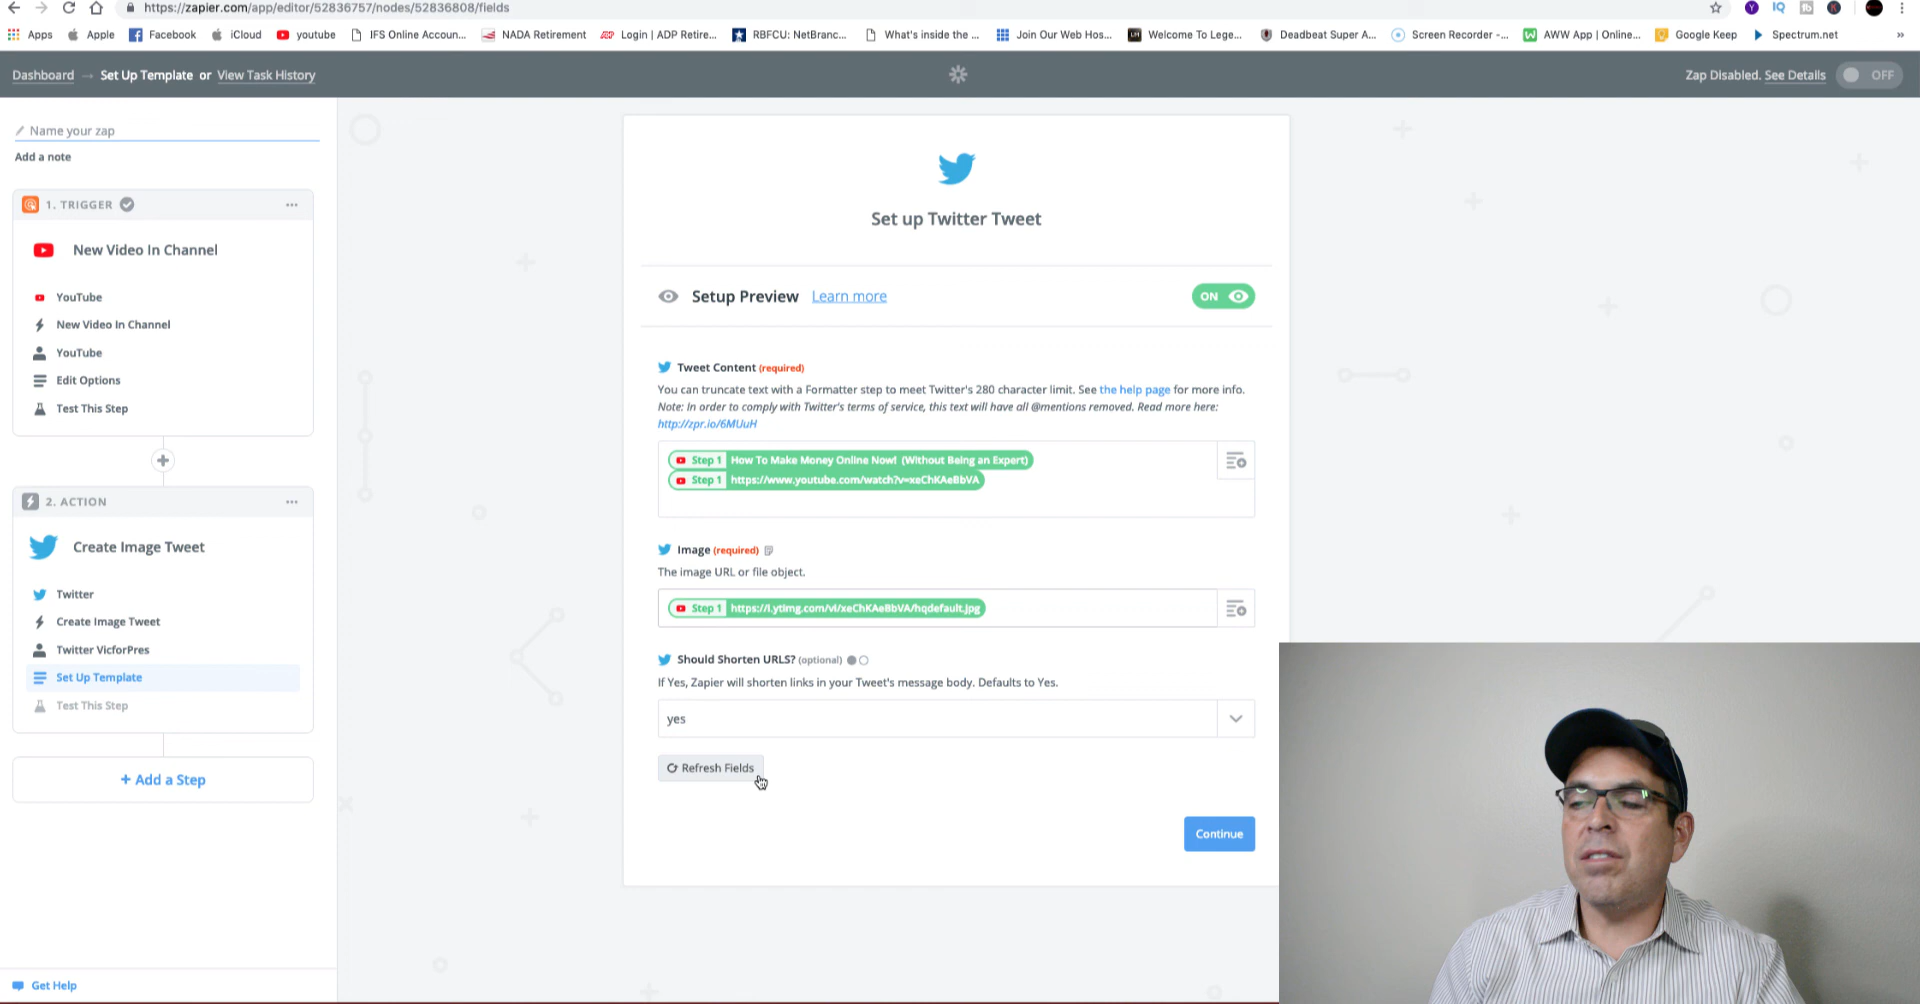 https://zapier.com/app/editor/52836757/nodes/52836808/fields
Apps Apple Facebook iCloud youtube IFS Online Accoun... NADA Retirement Login | ADP Retire... RBFCU: NetBranc... What's inside the ... Join Our Web Hos... Welcome To Lege... Deadbeat Super A... Screen Recorder -... AWW App | Online... Google Keep Spectrum.net »
Dashboard → Set Up Template or View Task History
Zap Disabled. See Details OFF
Name your zap
Add a note
1. TRIGGER
New Video In Channel
YouTube
New Video In Channel
YouTube
Edit Options
Test This Step
2. ACTION
Create Image Tweet
Twitter
Create Image Tweet
Twitter VicforPres
Set Up Template
Test This Step
+ Add a Step
Get Help
Set up Twitter Tweet
Setup Preview Learn more ON
Tweet Content (required)
You can truncate text with a Formatter step to meet Twitter's 280 character limit. See the help page for more info.
Note: In order to comply with Twitter's terms of service, this text will have all @mentions removed. Read more here:
http://zpr.io/6MUuH
Step 1 How To Make Money Online Now! (Without Being an Expert)
Step 1 https://www.youtube.com/watch?v=xeChKAeBbVA
Image (required)
The image URL or file object.
Step 1 https://i.ytimg.com/vi/xeChKAeBbVA/hqdefault.jpg
Should Shorten URLS? (optional)
If Yes, Zapier will shorten links in your Tweet's message body. Defaults to Yes.
yes
Refresh Fields
Continue